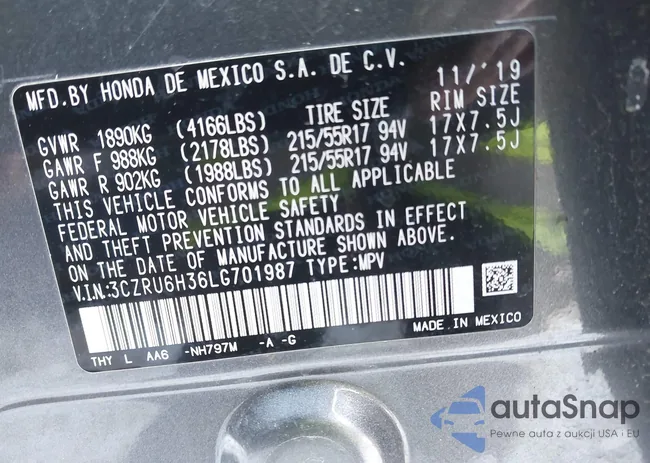 MFD.BY HONDA DE MEXICO S.A. DE C.V. 11/'19
TIRE SIZE RIM SIZE
GVWR 1890KG (4166LBS)
GAWR F 988KG (2178LBS) 215/55R17 94V 17X7.5J
GAWR R 902KG (1988LBS) 215/55R17 94V 17X7.5J
THIS VEHICLE CONFORMS TO ALL APPLICABLE
FEDERAL MOTOR VEHICLE SAFETY
AND THEFT PREVENTION STANDARDS IN EFFECT
ON THE DATE OF MANUFACTURE SHOWN ABOVE.
V.I.N:3CZRU6H36LG701987 TYPE:MPV
MADE IN MEXICO
THY L AA6 -NH797M -A -G
autaSnap
Pewne auta z aukcji USA i EU